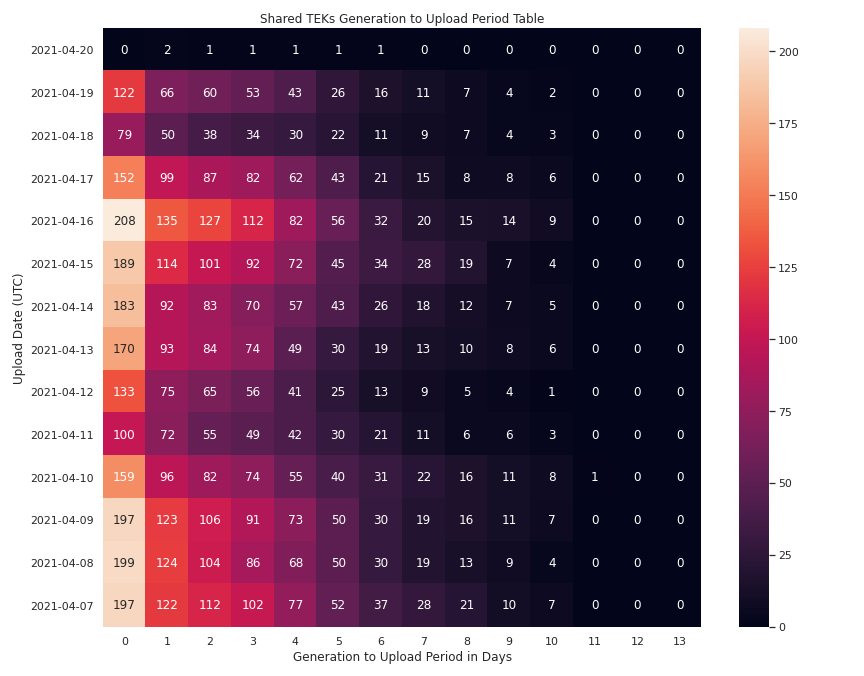 Shared TEKs Generation to Upload Period Table
2021-04-20 0 2 1 1 1 1 1 0 0 0 0 0 0 0
2021-04-19 122 66 60 53 43 26 16 11 7 4 2 0 0 0
2021-04-18 79 50 38 34 30 22 11 9 7 4 3 0 0 0
2021-04-17 152 99 87 82 62 43 21 15 8 8 6 0 0 0
2021-04-16 208 135 127 112 82 56 32 20 15 14 9 0 0 0
2021-04-15 189 114 101 92 72 45 34 28 19 7 4 0 0 0
2021-04-14 183 92 83 70 57 43 26 18 12 7 5 0 0 0
2021-04-13 170 93 84 74 49 30 19 13 10 8 6 0 0 0
2021-04-12 133 75 65 56 41 25 13 9 5 4 1 0 0 0
2021-04-11 100 72 55 49 42 30 21 11 6 6 3 0 0 0
2021-04-10 159 96 82 74 55 40 31 22 16 11 8 1 0 0
2021-04-09 197 123 106 91 73 50 30 19 16 11 7 0 0 0
2021-04-08 199 124 104 86 68 50 30 19 13 9 4 0 0 0
2021-04-07 197 122 112 102 77 52 37 28 21 10 7 0 0 0
0 1 2 3 4 5 6 7 8 9 10 11 12 13
Generation to Upload Period in Days
Upload Date (UTC)
200
175
150
125
100
75
50
25
0